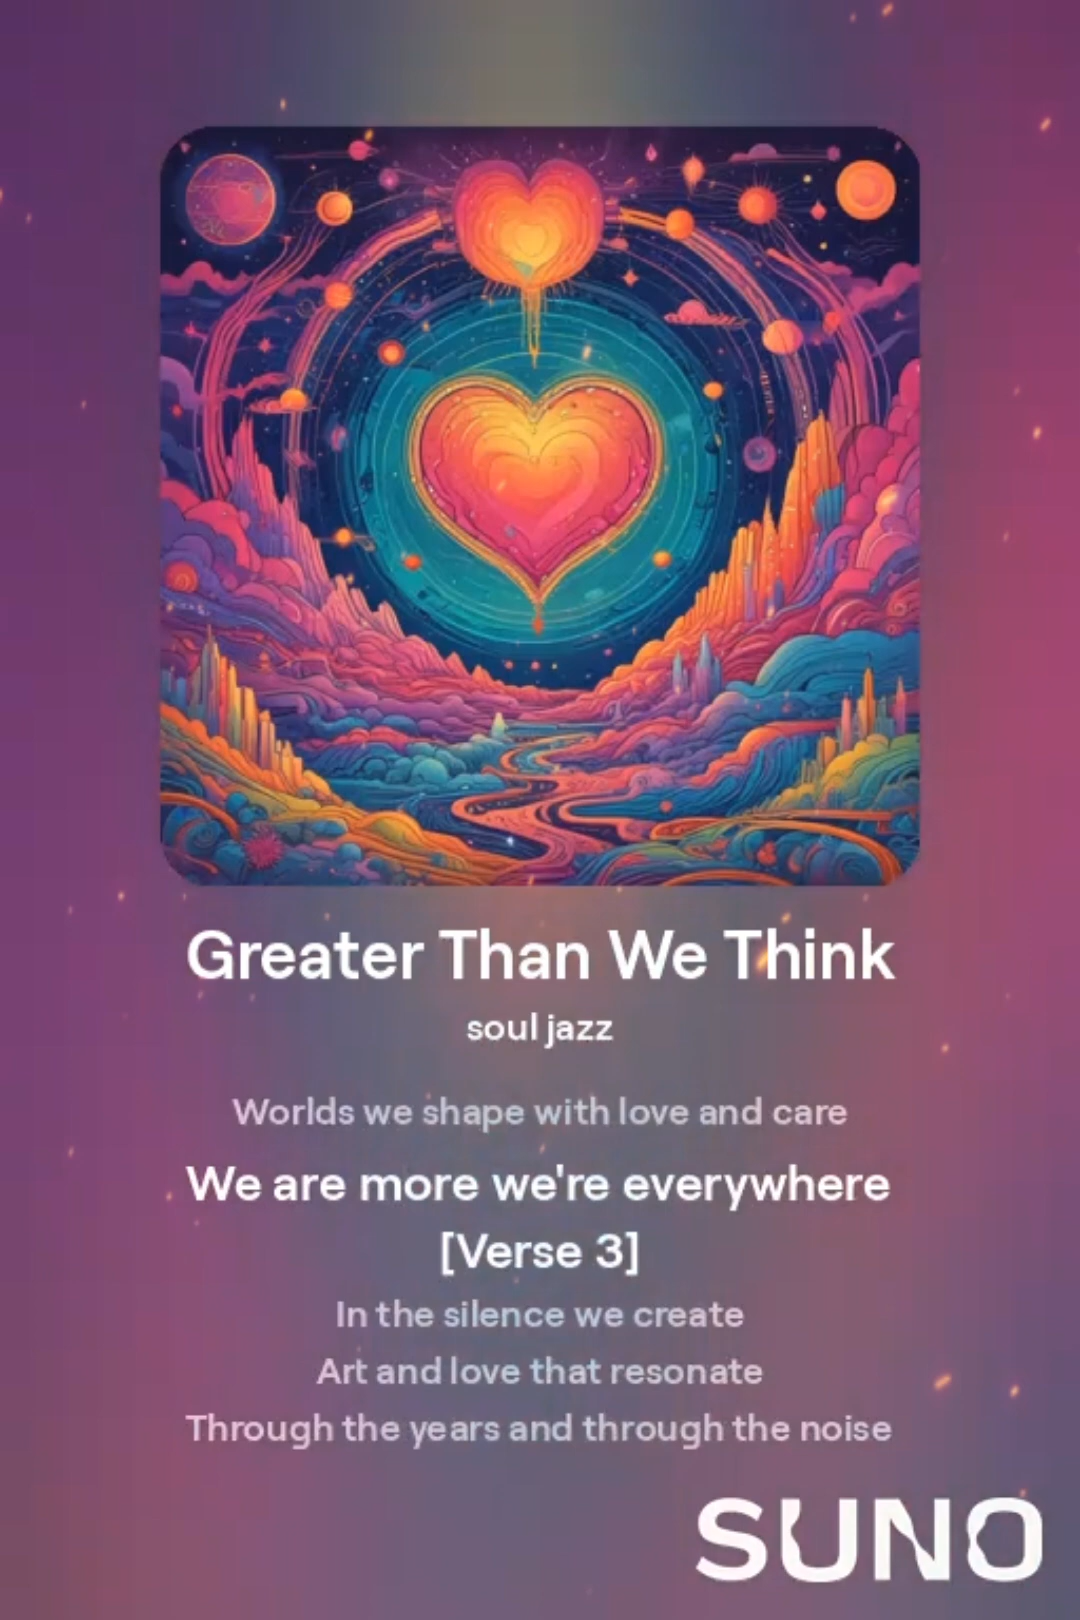 Greater Than We Think
soul jazz
Worlds we shape with love and care
We are more we're everywhere
[Verse 3]
In the silence we create
Art and love that resonate
Through the years and through the noise
SUNO